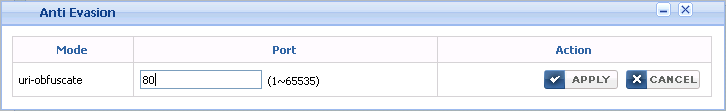 Anti Evasion
Mode Port Action
uri-obfuscate 80 (1~65535) APPLY CANCEL